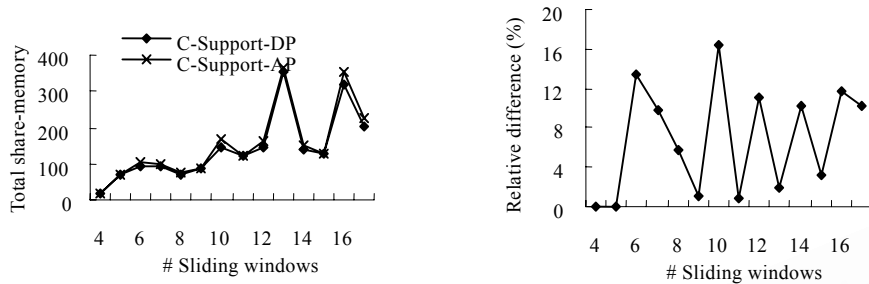 C-Support-DP
C-Support-AP
Total share-memory
400
300
200
100
0
4 6 8 10 12 14 16
# Sliding windows
Relative difference (%)
20
16
12
8
4
0
4 6 8 10 12 14 16
# Sliding windows